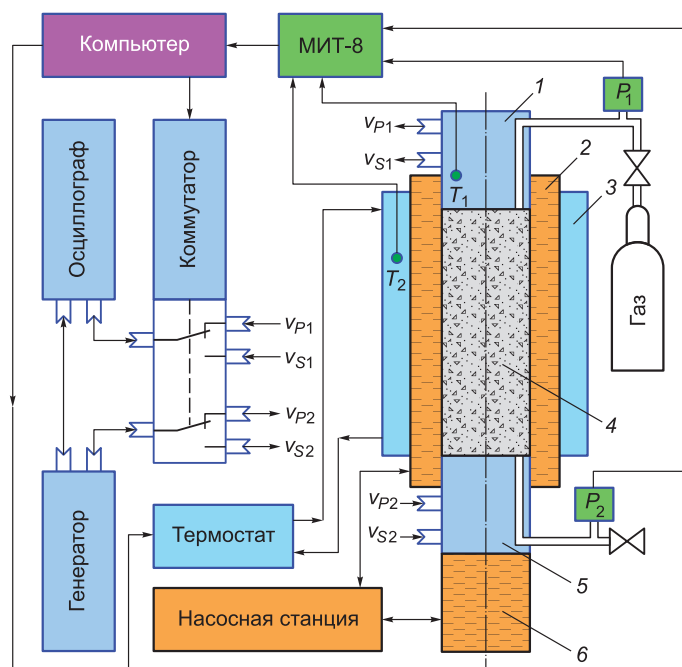 Компьютер
МИТ-8
P1
1
2
3
vP1
vS1
T1
T2
Осциллограф
Коммутатор
Газ
vP1
vS1
vP2
vS2
4
Генератор
Термостат
vP2
vS2
P2
5
Насосная станция
6